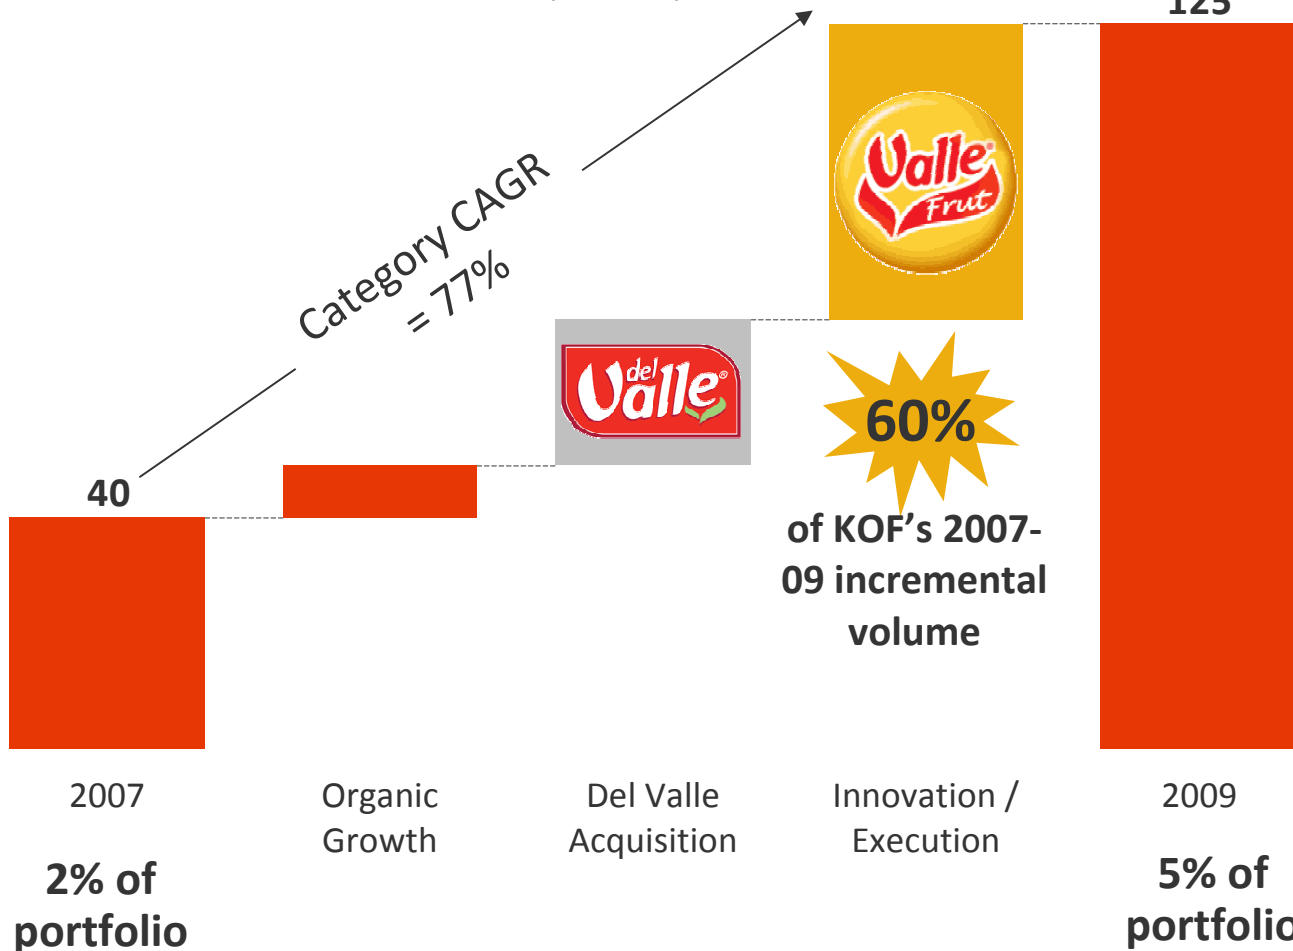 125
Category CAGR
= 77%
Valle®
Frut
del
Valle®
60%
40
of KOF's 2007-
09 incremental
volume
2007
Organic
Growth
Del Valle
Acquisition
Innovation /
Execution
2009
2% of
portfolio
5% of
portfolio